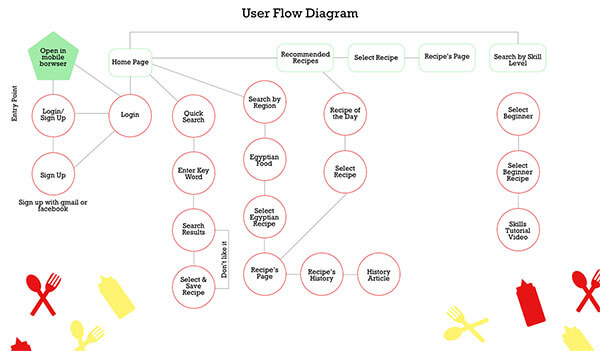 User Flow Diagram
Open in
mobile
borwser
Home Page
Recommended
Recipes
Select Recipe
Recipe's Page
Search by Skill
Level
Entry Point
Login/
Sign Up
Login
Quick
Search
Search by
Region
Recipe of
the Day
Select
Beginner
Sign Up
Enter Key
Word
Egyptian
Food
Select
Recipe
Select
Beginner
Recipe
Sign up with gmail or
facebook
Search
Results
Don't like it
Select
Egyptian
Recipe
Skills
Tutorial
Video
Select &
Save
Recipe
Recipe's
Page
Recipe's
History
History
Article